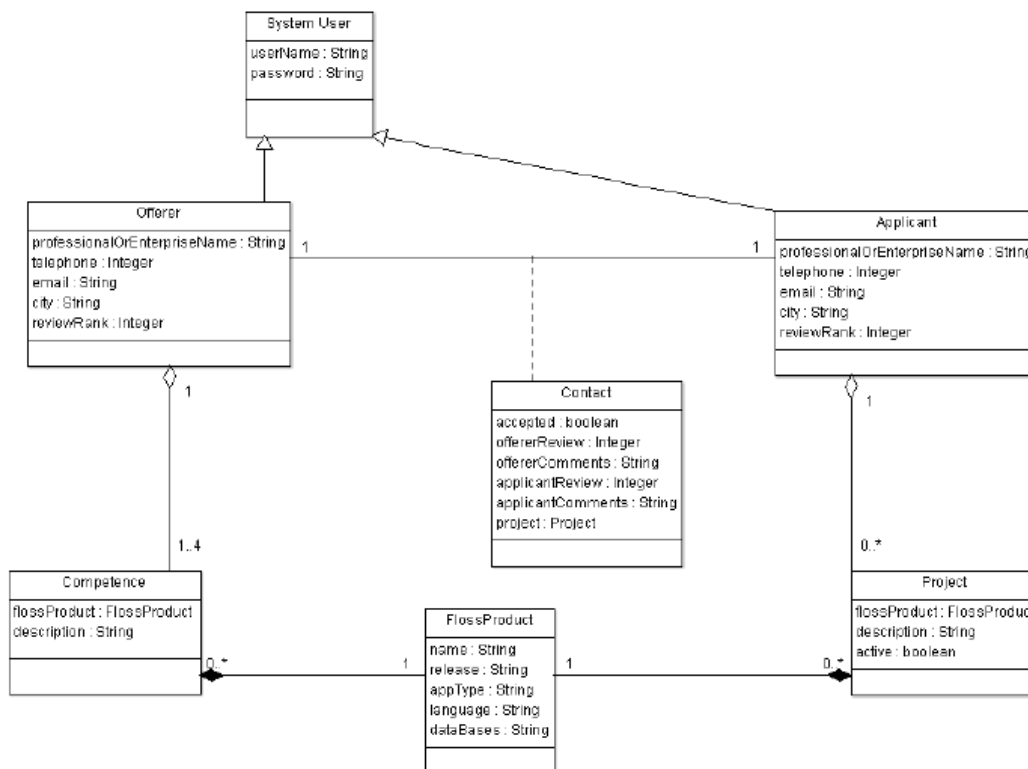 System User
userName : String
password : String
Offerer
professionalOrEnterpriseName : String
telephone : Integer
email : String
city : String
reviewRank : Integer
1
1
Applicant
professionalOrEnterpriseName : String
telephone : Integer
email : String
city : String
reviewRank : Integer
1
1
Contact
accepted : boolean
offererReview : Integer
offererComments : String
applicantReview : Integer
applicantComments : String
project : Project
1..4
0..*
Competence
flossProduct : FlossProduct
description : String
0..*
1
FlossProduct
name : String
release : String
appType : String
language : String
dataBases : String
1
0..*
Project
flossProduct : FlossProduct
description : String
active : boolean